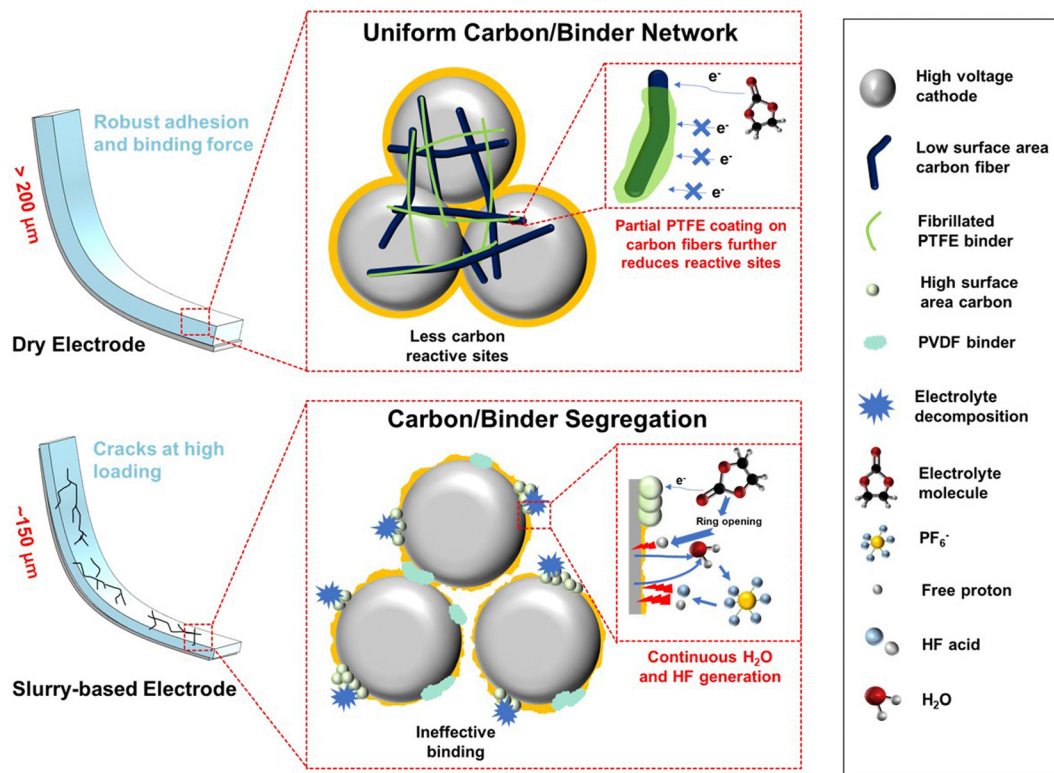 Uniform Carbon/Binder Network
Robust adhesion
and binding force
> 200 μm
Dry Electrode
e-
e-
e-
e-
Partial PTFE coating on
carbon fibers further
reduces reactive sites
Less carbon
reactive sites
Carbon/Binder Segregation
Cracks at high
loading
~150 μm
Slurry-based Electrode
e-
Ring opening
Continuous H2O
and HF generation
Ineffective
binding
High voltage
cathode
Low surface area
carbon fiber
Fibrillated
PTFE binder
High surface
area carbon
PVDF binder
Electrolyte
decomposition
Electrolyte
molecule
PF6-
Free proton
HF acid
H2O